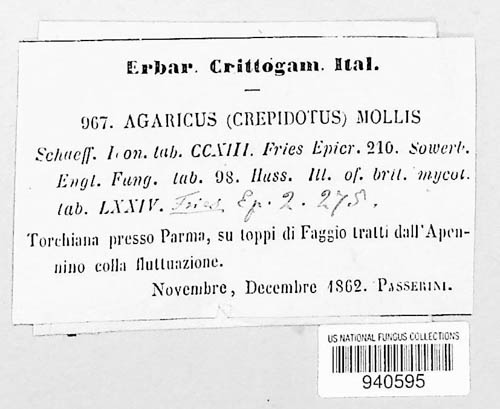 Erbar. Crittogam. Ital.
967. AGARICUS (CREPIDOTUS) MOLLIS
Schaeff. Icon. tab. CCXIII. Fries Epicr. 210. Sowerb.
Engl. Fung. tab. 98. Huss. Ill. of. brit. mycol.
tab. LXXIV. Fries Ep. 2. 275.
Torchiana presso Parma, su toppi di Faggio tratti dall'Apen-
nino colla fluttuazione.
Novembre, Decembre 1862. PASSERINI.
US NATIONAL FUNGUS COLLECTIONS
940595